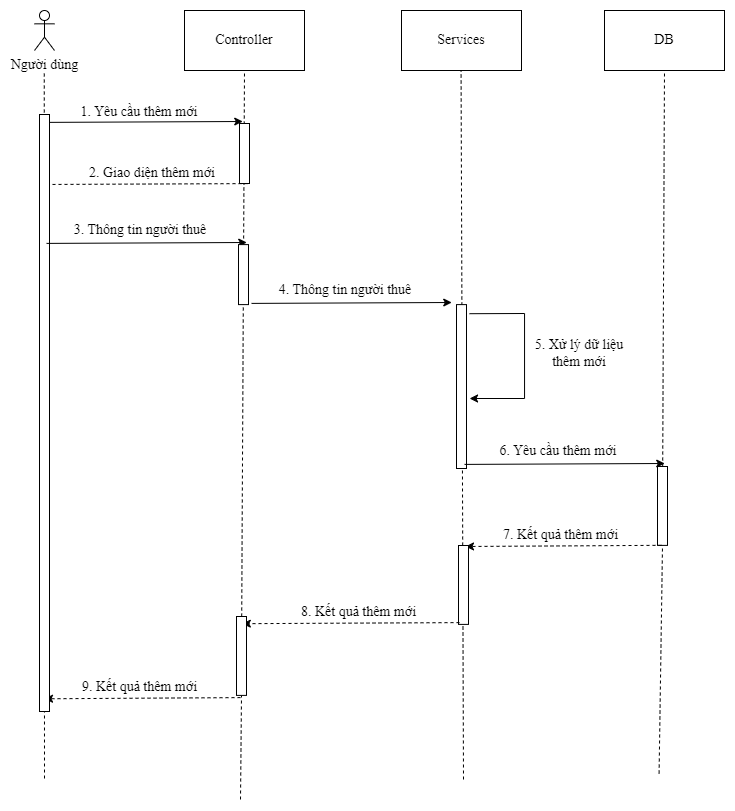 Người dùng
Controller
Services
DB
1. Yêu cầu thêm mới
2. Giao diện thêm mới
3. Thông tin người thuê
4. Thông tin người thuê
5. Xử lý dữ liệu
thêm mới
6. Yêu cầu thêm mới
7. Kết quả thêm mới
8. Kết quả thêm mới
9. Kết quả thêm mới